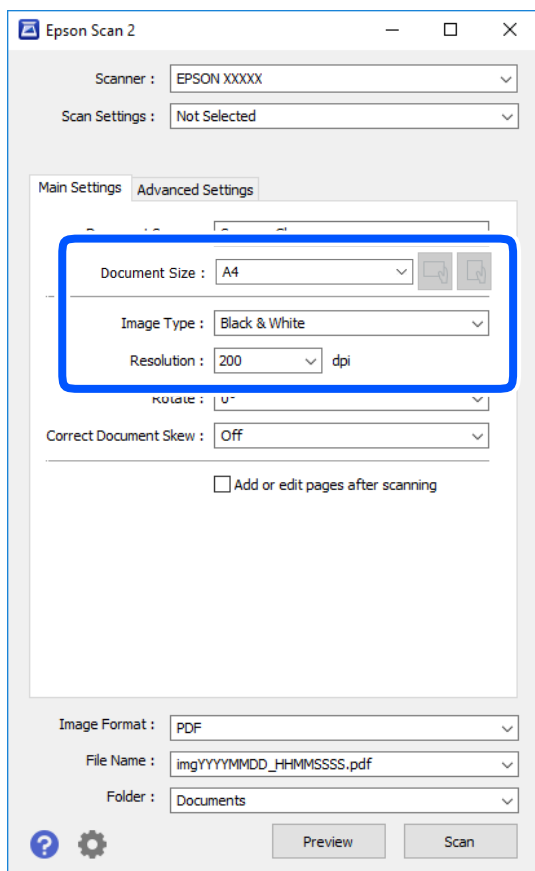 Epson Scan 2
Scanner : EPSON XXXXX
Scan Settings : Not Selected
Main Settings Advanced Settings
Document Size : A4
Image Type : Black & White
Resolution : 200 dpi
Rotate : 0°
Correct Document Skew : Off
Add or edit pages after scanning
Image Format : PDF
File Name : imgYYYYMMDD_HHMMSSSS.pdf
Folder : Documents
Preview Scan